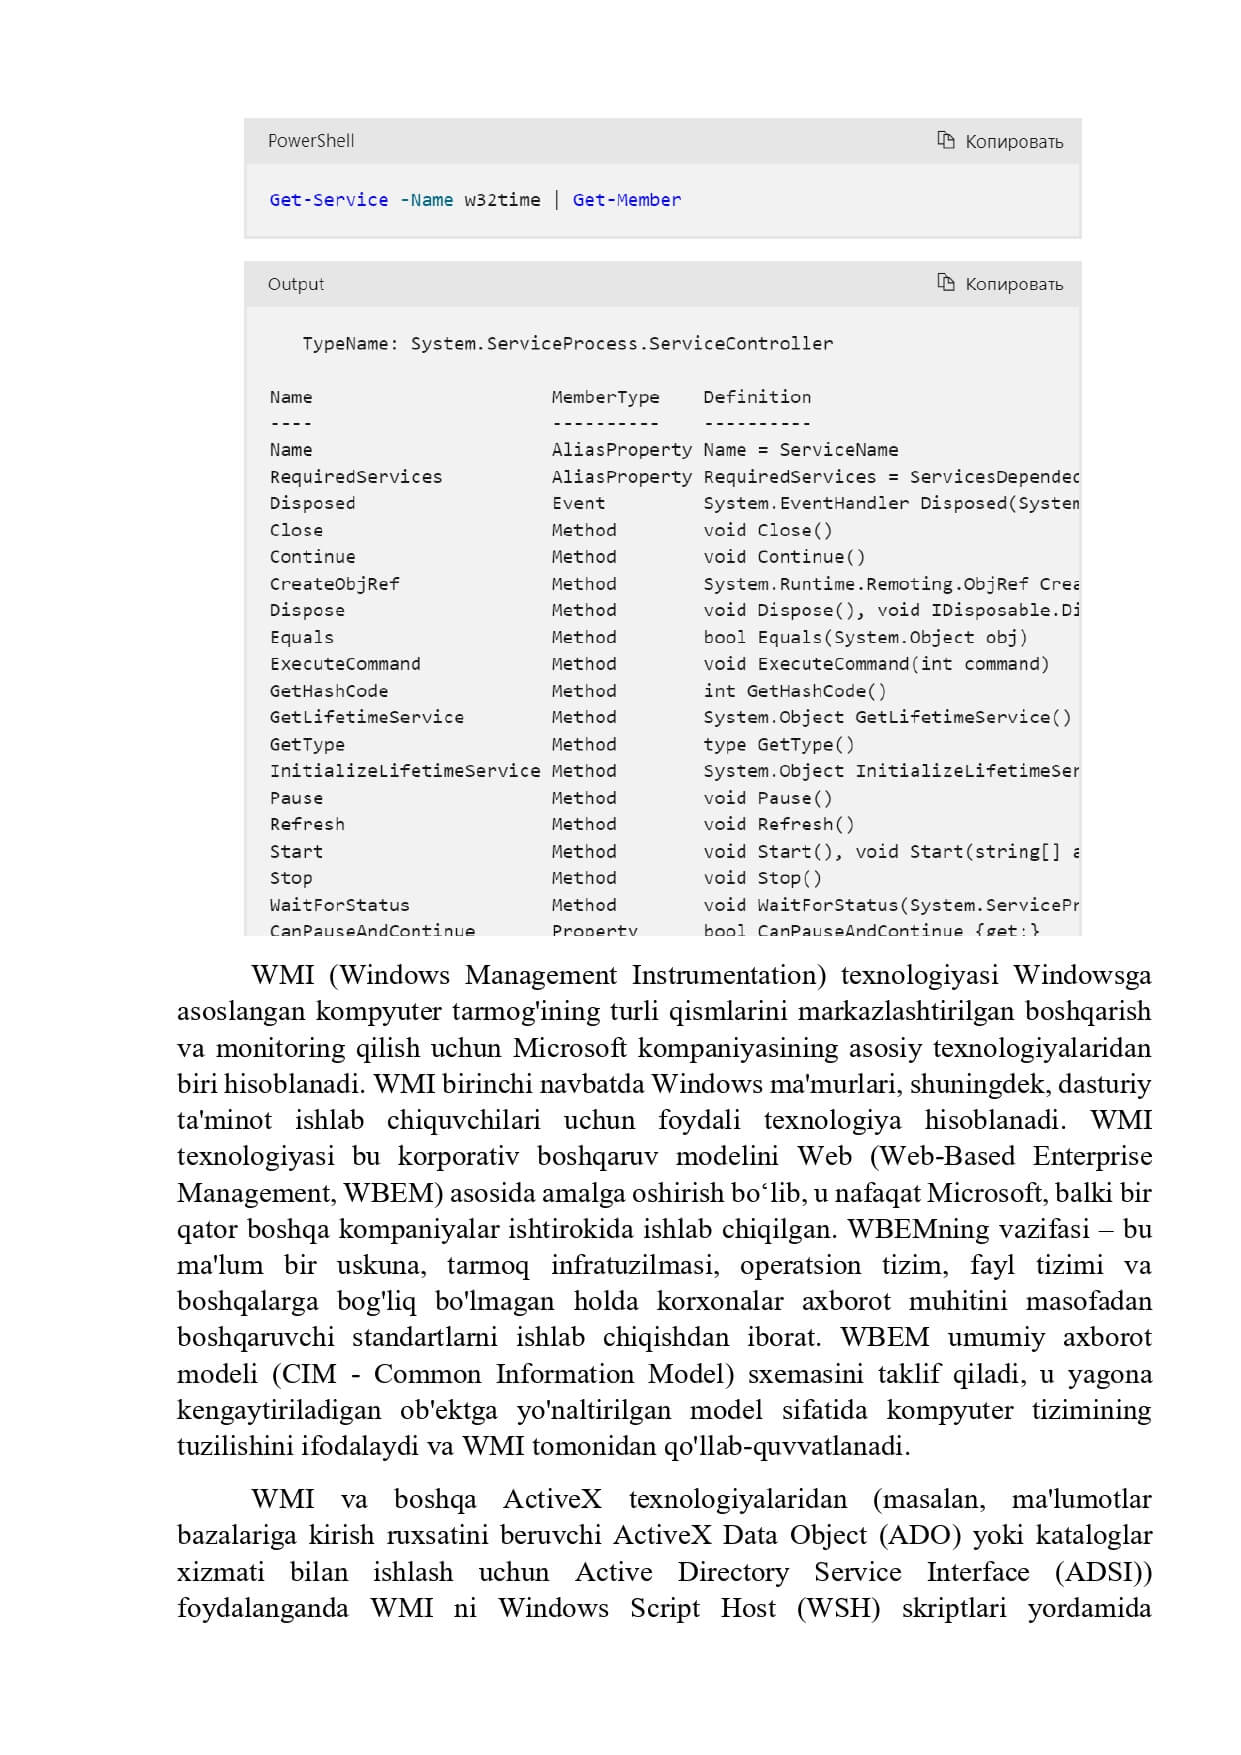 PowerShell Копировать
Get-Service -Name w32time | Get-Member
Output Копировать
TypeName: System.ServiceProcess.ServiceController
Name MemberType Definition
---- ---------- ----------
Name AliasProperty Name = ServiceName
RequiredServices AliasProperty RequiredServices = ServicesDepended
Disposed Event System.EventHandler Disposed(System
Close Method void Close()
Continue Method void Continue()
CreateObjRef Method System.Runtime.Remoting.ObjRef Crea
Dispose Method void Dispose(), void IDisposable.Di
Equals Method bool Equals(System.Object obj)
ExecuteCommand Method void ExecuteCommand(int command)
GetHashCode Method int GetHashCode()
GetLifetimeService Method System.Object GetLifetimeService()
GetType Method type GetType()
InitializeLifetimeService Method System.Object InitializeLifetimeSer
Pause Method void Pause()
Refresh Method void Refresh()
Start Method void Start(), void Start(string[] a
Stop Method void Stop()
WaitForStatus Method void WaitForStatus(System.ServicePr
CanPauseAndContinue Property bool CanPauseAndContinue {get;}
WMI (Windows Management Instrumentation) texnologiyasi Windowsga
asoslangan kompyuter tarmog'ining turli qismlarini markazlashtirilgan boshqarish
va monitoring qilish uchun Microsoft kompaniyasining asosiy texnologiyalaridan
biri hisoblanadi. WMI birinchi navbatda Windows ma'murlari, shuningdek, dasturiy
ta'minot ishlab chiquvchilari uchun foydali texnologiya hisoblanadi. WMI
texnologiyasi bu korporativ boshqaruv modelini Web (Web-Based Enterprise
Management, WBEM) asosida amalga oshirish bo‘lib, u nafaqat Microsoft, balki bir
qator boshqa kompaniyalar ishtirokida ishlab chiqilgan. WBEMning vazifasi – bu
ma'lum bir uskuna, tarmoq infratuzilmasi, operatsion tizim, fayl tizimi va
boshqalarga bog'liq bo'lmagan holda korxonalar axborot muhitini masofadan
boshqaruvchi standartlarni ishlab chiqishdan iborat. WBEM umumiy axborot
modeli (CIM - Common Information Model) sxemasini taklif qiladi, u yagona
kengaytiriladigan ob'ektga yo'naltirilgan model sifatida kompyuter tizimining
tuzilishini ifodalaydi va WMI tomonidan qo'llab-quvvatlanadi.
WMI va boshqa ActiveX texnologiyalaridan (masalan, ma'lumotlar
bazalariga kirish ruxsatini beruvchi ActiveX Data Object (ADO) yoki kataloglar
xizmati bilan ishlash uchun Active Directory Service Interface (ADSI))
foydalanganda WMI ni Windows Script Host (WSH) skriptlari yordamida